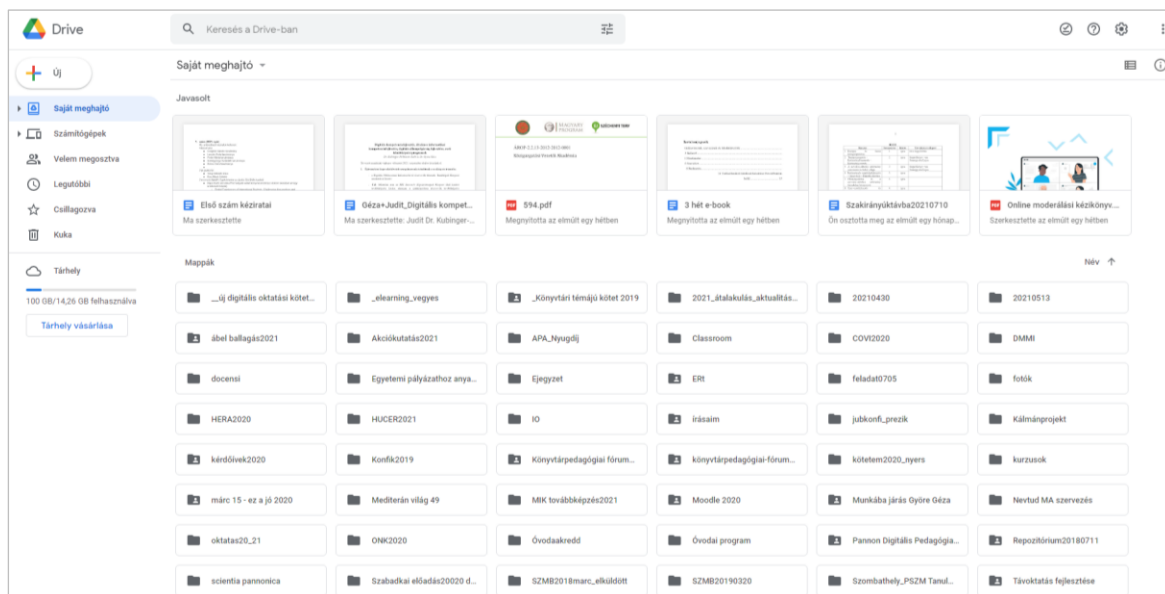 Drive
Keresés a Drive-ban
Új
Saját meghajtó
Számítógépek
Velem megosztva
Legutóbbi
Csillagozva
Kuka
Tárhely
100 GB/14,26 GB felhasználva
Tárhely vásárlása
Saját meghajtó
Javasolt
Első szám kéziratai
Ma szerkesztette
Géza+Judit_Digitális kompet...
Ma szerkesztette: Judit Dr. Kubinger-...
594.pdf
Megnyitotta az elmúlt egy hétben
3 hét e-book
Megnyitotta az elmúlt egy hétben
Szakirányúktávba20210710
Ön osztotta meg az elmúlt egy hónap...
Online moderálási kézikönyv....
Szerkesztette az elmúlt egy hétben
Mappák
Név
__új digitális oktatási kötet...
_elearning_vegyes
_Könyvtári témájú kötet 2019
2021_átalakulás_aktualitás...
20210430
20210513
ábel ballagás2021
Akciókutatás2021
APA_Nyugdíj
Classroom
COVI2020
DMMI
docensi
Egyetemi pályázathoz anya...
Ejegyzet
ERt
feladat0705
fotók
HERA2020
HUCER2021
IO
írásaim
jubkonfi_prezik
Kálmánprojekt
kérdőívek2020
Konfik2019
Könyvtárpedagógiai fórum...
könyvtárpedagógiai-fórum...
kötetem2020_nyers
kurzusok
márc 15 - ez a jó 2020
Mediterán világ 49
MIK továbbképzés2021
Moodle 2020
Munkába járás Györe Géza
Nevtud MA szervezés
oktatas20_21
ONK2020
Óvodaakredd
Óvodai program
Pannon Digitális Pedagógia...
Repozitórium20180711
scientia pannonica
Szabadkai előadás20020 d...
SZMB2018marc_elküldött
SZMB20190320
Szombathely_PSZM Tanul...
Távoktatás fejlesztése